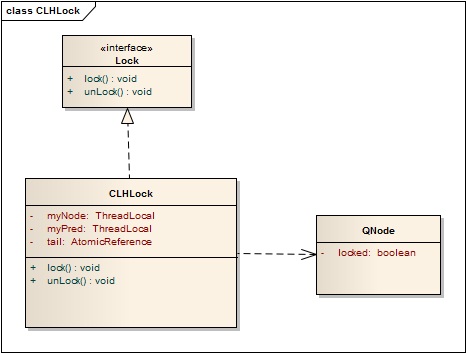 class CLHLock
«interface»
Lock
+ lock() : void
+ unLock() : void
CLHLock
- myNode: ThreadLocal
- myPred: ThreadLocal
- tail: AtomicReference
+ lock() : void
+ unLock() : void
QNode
- locked: boolean